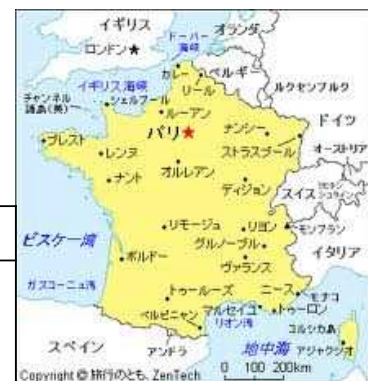 イギリス
オランダ
ロンドン★
ドーバー
海峡
カレー
ベルギー
リール
イギリス海峡
ルクセンブルク
チャンネル
諸島(英)
シェルブール
ルーアン
ドイツ
パリ★
ナンシー
ブレスト
レンヌ
ストラスブール
オーストリア
オルレアン
ナント
ディジョン
スイス
リヒテン
シュタイン
ビスケー湾
リモージュ
リヨン
モンブラン
グルノーブル
イタリア
ボルドー
ヴァランス
ガスコーニュ湾
トゥールーズ
ニース
モナコ
マルセイユ
トゥーロン
ペルピニャン
リオン湾
コルシカ島
スペイン
アンドラ
地中海
アジャクシオ
0 100 200km
Copyright © 旅行のとも、ZenTech